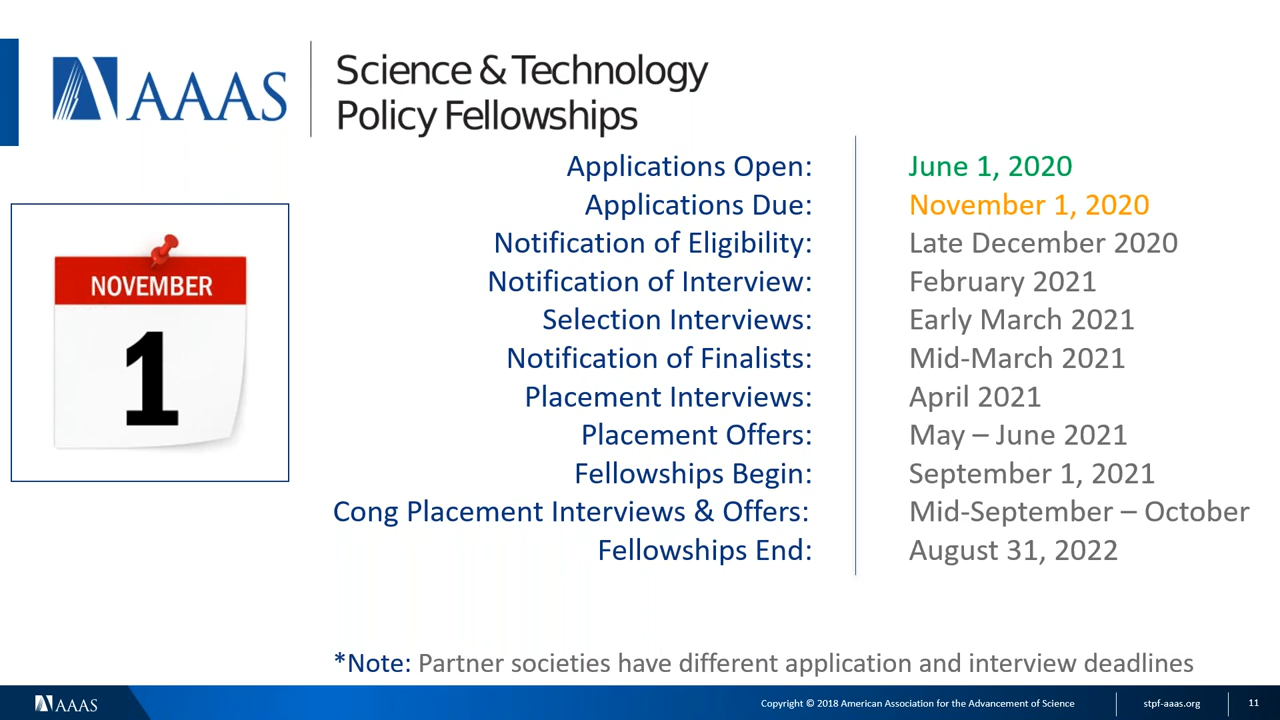 AAAS
Science & Technology
Policy Fellowships
NOVEMBER
1
Applications Open: June 1, 2020
Applications Due: November 1, 2020
Notification of Eligibility: Late December 2020
Notification of Interview: February 2021
Selection Interviews: Early March 2021
Notification of Finalists: Mid-March 2021
Placement Interviews: April 2021
Placement Offers: May – June 2021
Fellowships Begin: September 1, 2021
Cong Placement Interviews & Offers: Mid-September – October
Fellowships End: August 31, 2022
*Note: Partner societies have different application and interview deadlines
AAAS
Copyright © 2018 American Association for the Advancement of Science
stpf-aaas.org
11